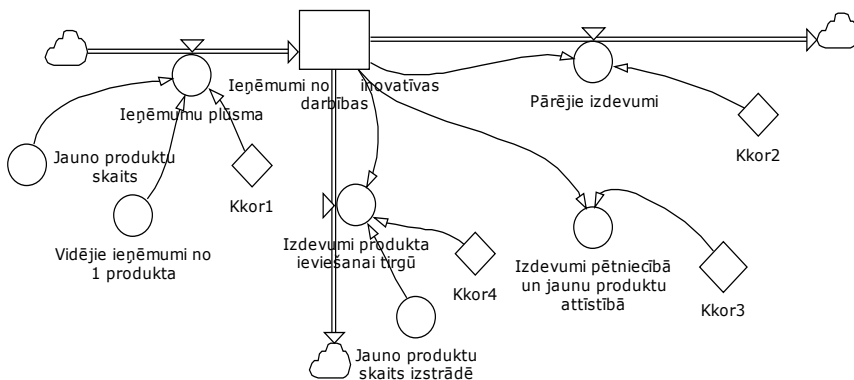 Ieņēmumi no inovatīvas
darbības
Ieņēmumu plūsma
Pārējie izdevumi
Jauno produktu
skaits
Kkor1
Kkor2
Vidējie ieņēmumi no
1 produkta
Izdevumi produkta
ieviešanai tirgū
Izdevumi pētniecībā
un jaunu produktu
attīstībā
Kkor4
Kkor3
Jauno produktu
skaits izstrādē